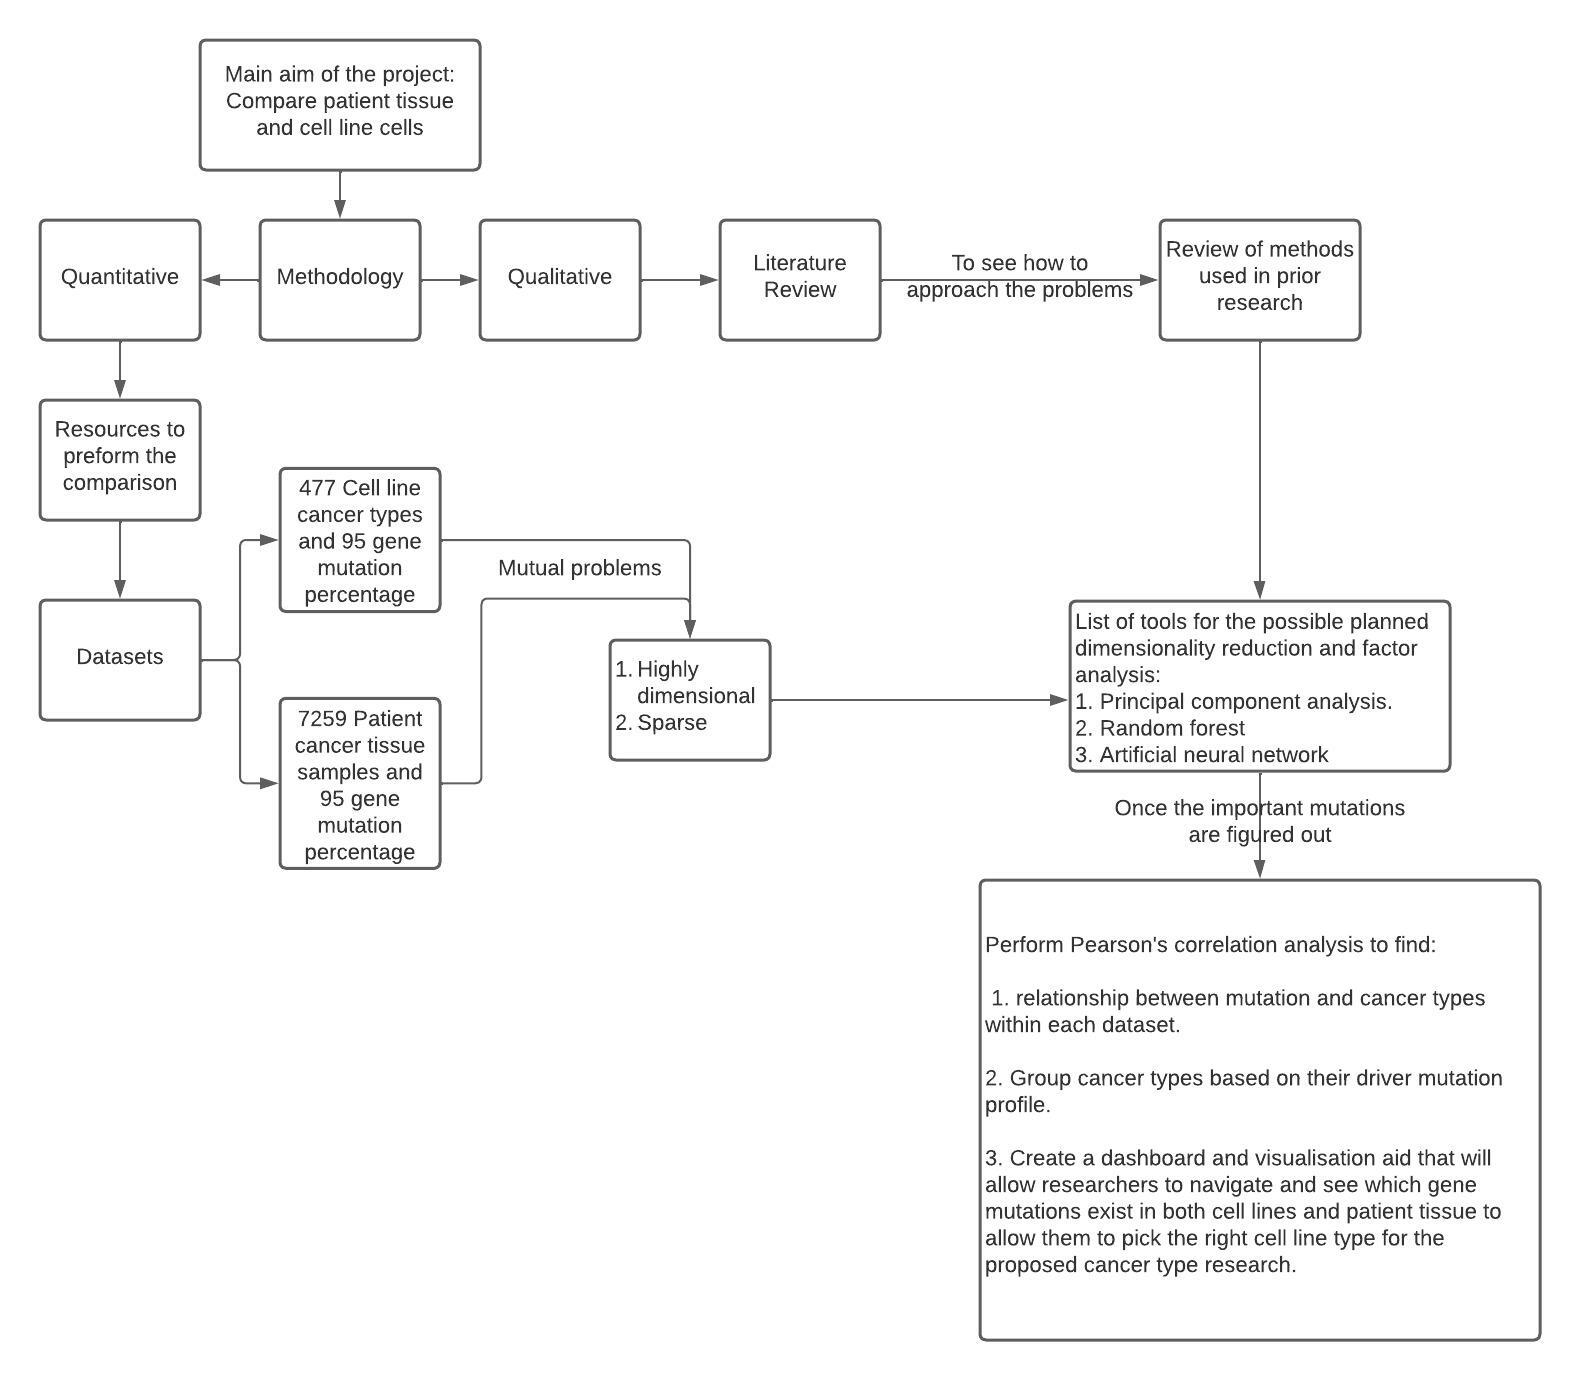 Main aim of the project:
Compare patient tissue
and cell line cells
Quantitative
Methodology
Qualitative
Literature
Review
To see how to
approach the problems
Review of methods
used in prior
research
Resources to
preform the
comparison
Datasets
477 Cell line
cancer types
and 95 gene
mutation
percentage
7259 Patient
cancer tissue
samples and
95 gene
mutation
percentage
Mutual problems
1. Highly
dimensional
2. Sparse
List of tools for the possible planned
dimensionality reduction and factor
analysis:
1. Principal component analysis.
2. Random forest
3. Artificial neural network
Once the important mutations
are figured out
Perform Pearson's correlation analysis to find:
1. relationship between mutation and cancer types
within each dataset.
2. Group cancer types based on their driver mutation
profile.
3. Create a dashboard and visualisation aid that will
allow researchers to navigate and see which gene
mutations exist in both cell lines and patient tissue to
allow them to pick the right cell line type for the
proposed cancer type research.